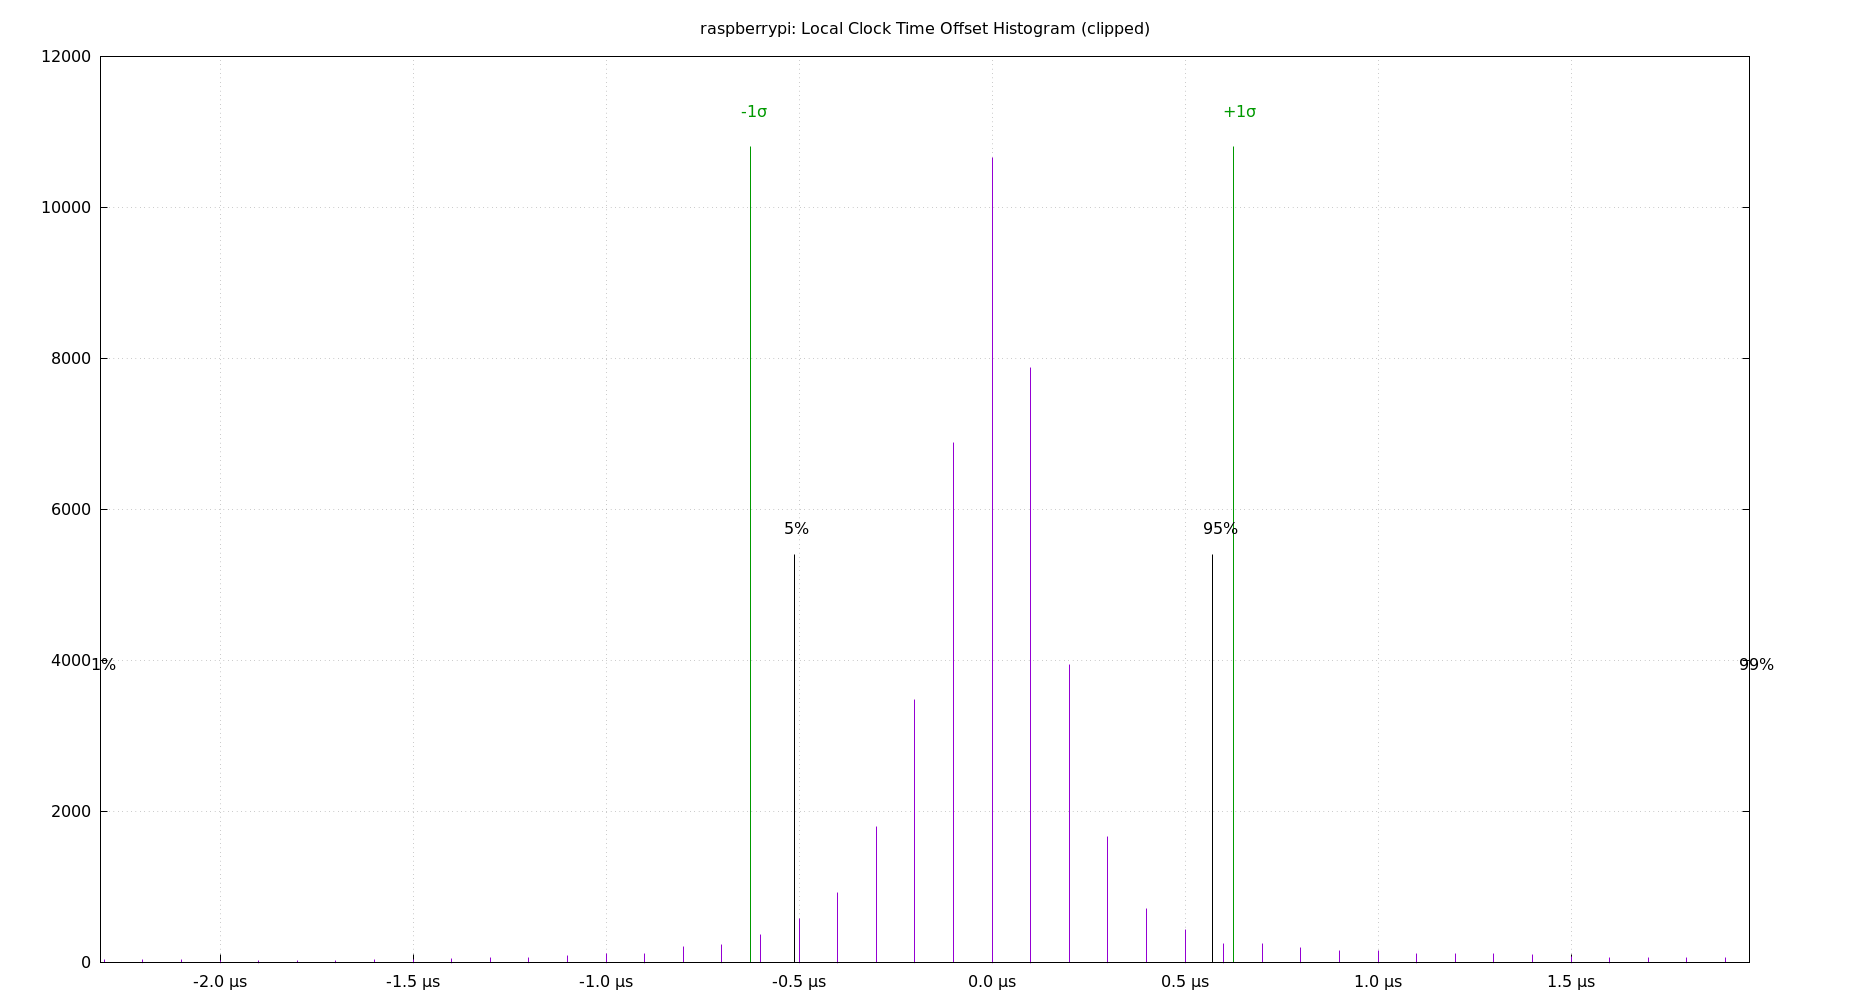 raspberrypi: Local Clock Time Offset Histogram (clipped)
12000
-1σ +1σ
10000
8000
6000
5% 95%
4000 1% 99%
2000
0
-2.0 µs -1.5 µs -1.0 µs -0.5 µs 0.0 µs 0.5 µs 1.0 µs 1.5 µs